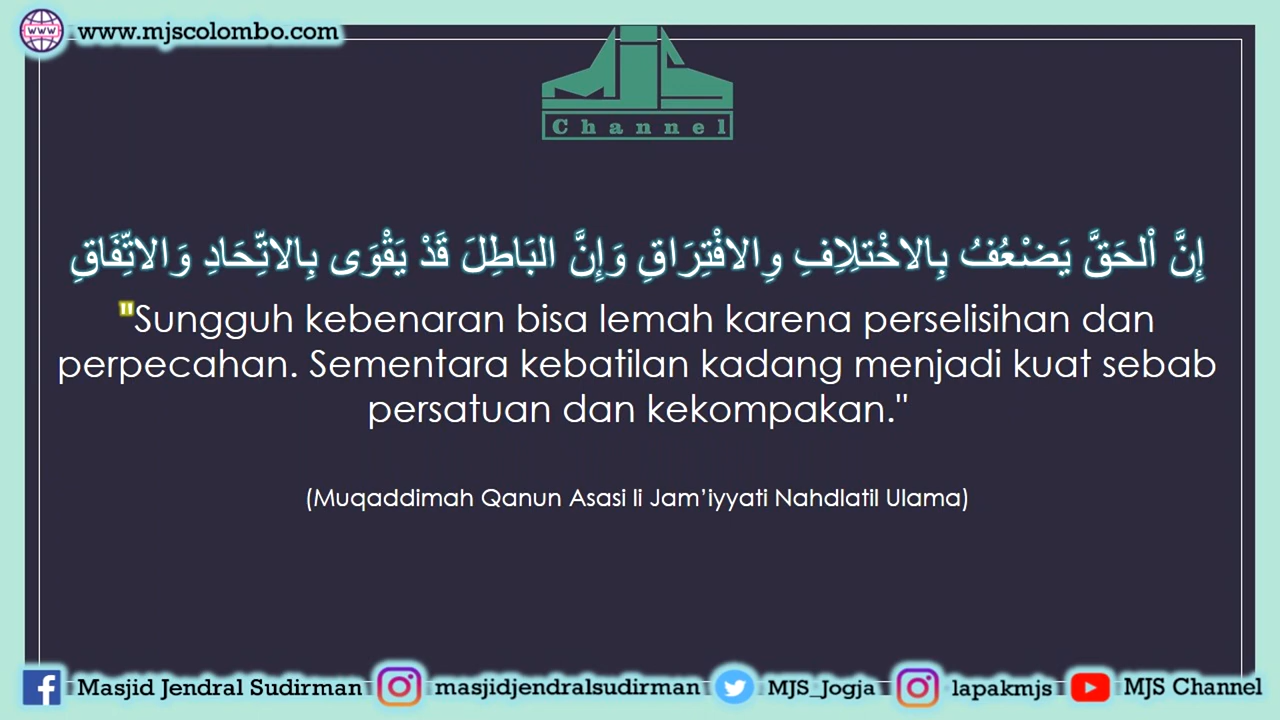 www.mjscolombo.com
MJS
Channel
إِنَّ اْلحَقَّ يَضْعُفُ بِالاخْتلِاِفِ وِالافْتِرَاقِ وَإِنَّ البَاطِلَ قَدْ يَقْوَى بِالاتِّحَادِ وَالاتِّفَاقِ
"Sungguh kebenaran bisa lemah karena perselisihan dan
perpecahan. Sementara kebatilan kadang menjadi kuat sebab
persatuan dan kekompakan."
(Muqaddimah Qanun Asasi li Jam’iyyati Nahdlatil Ulama)
Masjid Jendral Sudirman masjidjendralsudirman MJS_Jogja lapakmjs MJS Channel